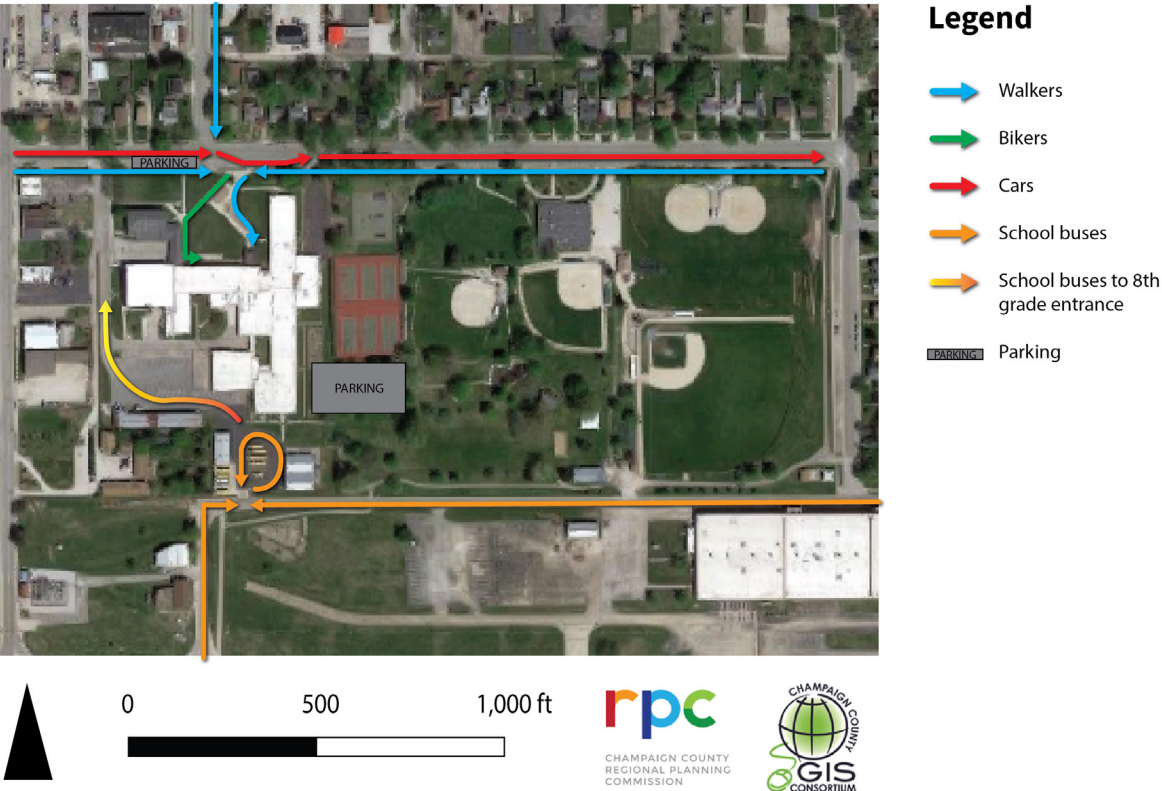 Legend
Walkers
Bikers
Cars
School buses
School buses to 8th
grade entrance
PARKING
Parking
PARKING
PARKING
0
500
1,000 ft
rpc
CHAMPAIGN COUNTY
REGIONAL PLANNING
COMMISSION
CHAMPAIGN COUNTY
GIS
CONSORTIUM